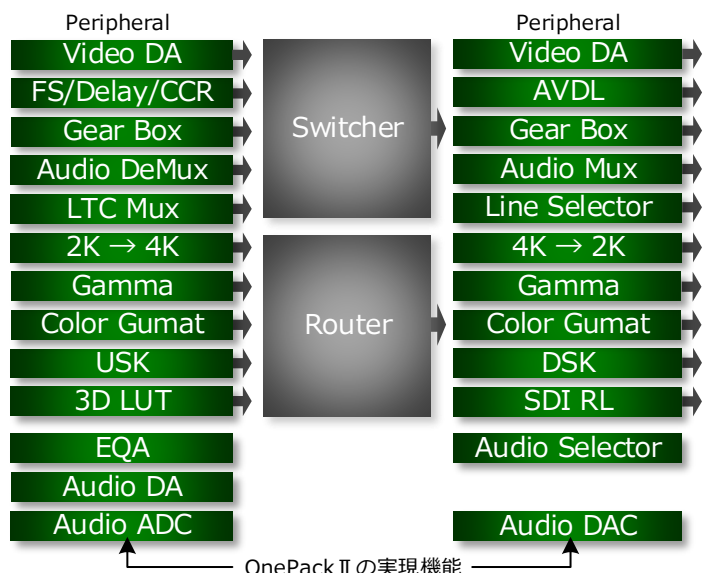 Peripheral
Video DA
FS/Delay/CCR
Gear Box
Audio DeMux
LTC Mux
2K → 4K
Gamma
Color Gumat
USK
3D LUT
EQA
Audio DA
Audio ADC
Switcher
Router
Peripheral
Video DA
AVDL
Gear Box
Audio Mux
Line Selector
4K → 2K
Gamma
Color Gumat
DSK
SDI RL
Audio Selector
Audio DAC
OnePackⅡの実現機能